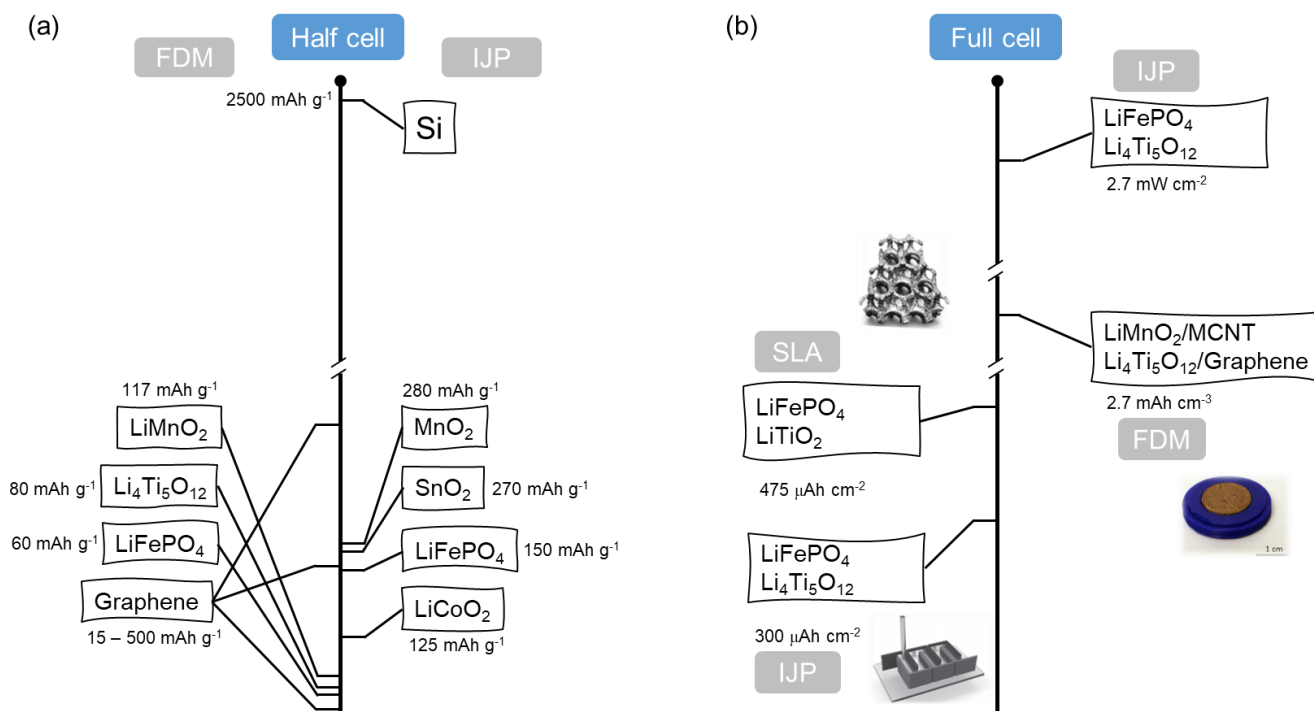 (a)
Half cell
FDM
IJP
2500 mAh g⁻¹
Si
117 mAh g⁻¹
LiMnO₂
80 mAh g⁻¹
Li₄Ti₅O₁₂
60 mAh g⁻¹
LiFePO₄
Graphene
15 – 500 mAh g⁻¹
280 mAh g⁻¹
MnO₂
SnO₂
270 mAh g⁻¹
LiFePO₄
150 mAh g⁻¹
LiCoO₂
125 mAh g⁻¹
(b)
Full cell
IJP
LiFePO₄
Li₄Ti₅O₁₂
2.7 mW cm⁻²
LiMnO₂/MCNT
Li₄Ti₅O₁₂/Graphene
2.7 mAh cm⁻³
FDM
1 cm
SLA
LiFePO₄
LiTiO₂
475 μAh cm⁻²
LiFePO₄
Li₄Ti₅O₁₂
300 μAh cm⁻²
IJP